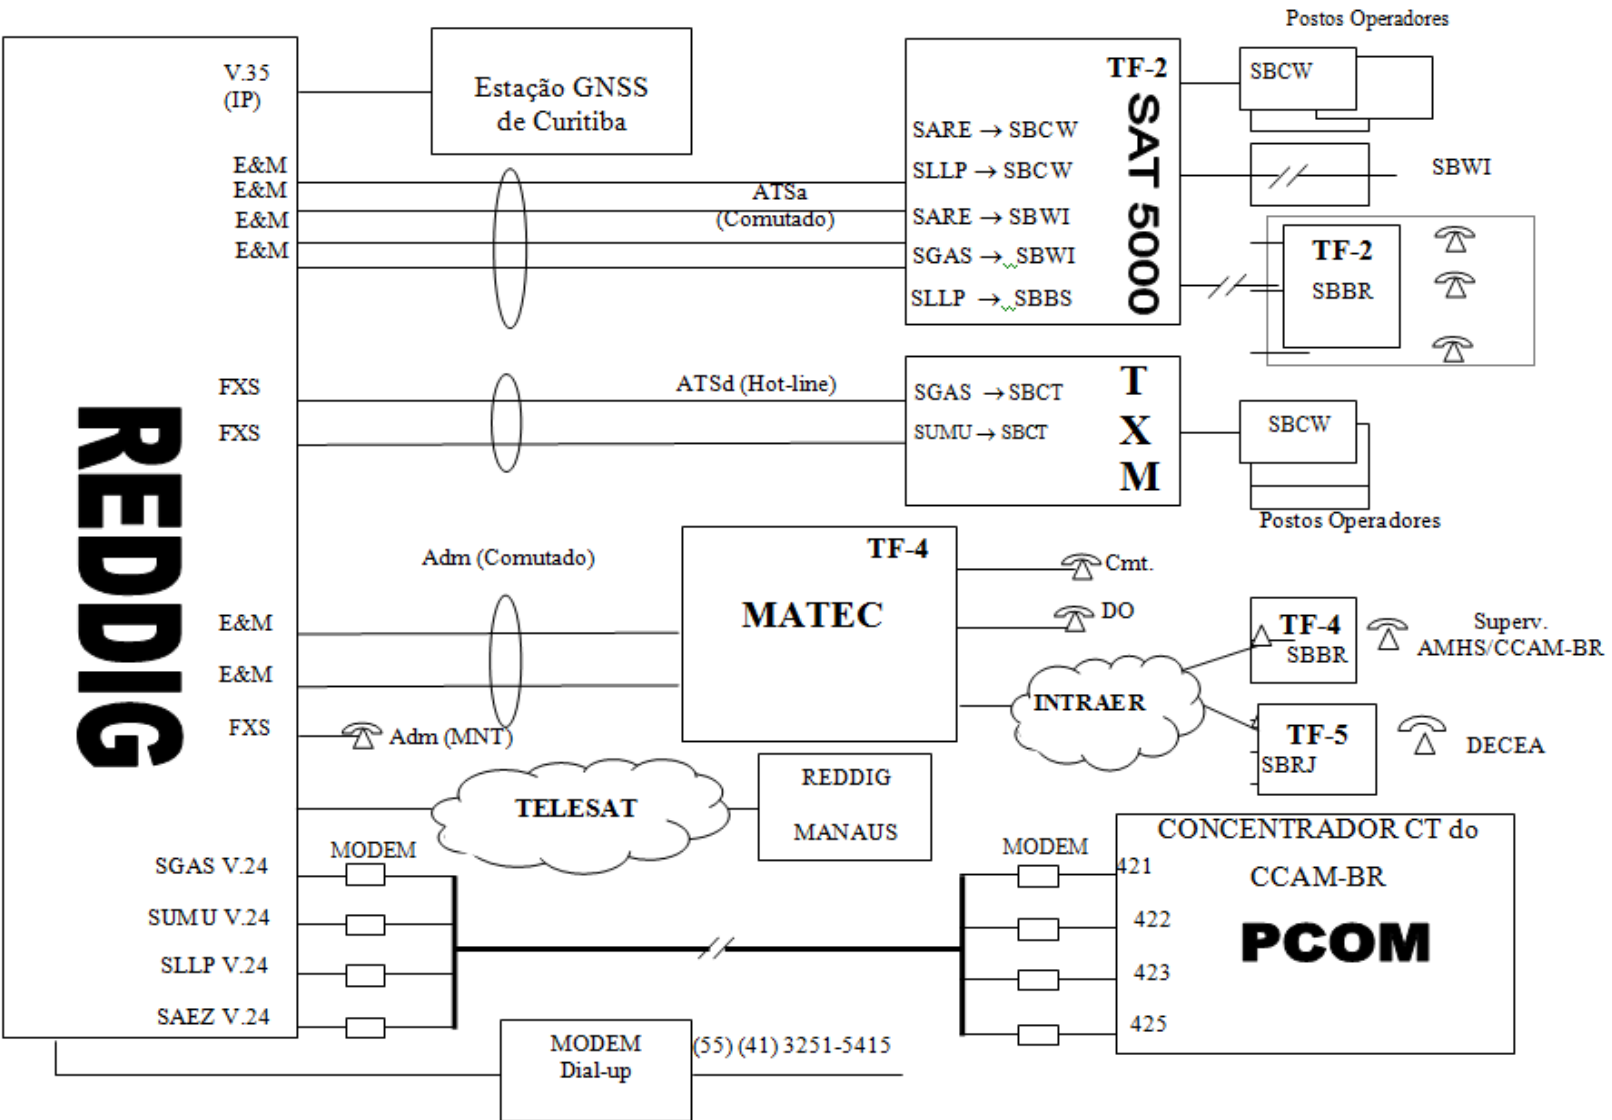 Postos Operadores
V.35
(IP)
Estação GNSS
de Curitiba
TF-2
SAT 5000
SBCW
E&M
E&M
E&M
E&M
ATSa
(Comutado)
SARE → SBCW
SLLP → SBCW
SARE → SBWI
SGAS → SBWI
SLLP → SBBS
SBWI
TF-2
SBBR
REDDIG
FXS
FXS
ATSd (Hot-line)
SGAS → SBCT
SUMU → SBCT
T
X
M
SBCW
Postos Operadores
Adm (Comutado)
E&M
E&M
TF-4
MATEC
Cmt.
DO
INTRAER
TF-4
SBBR
Superv.
AMHS/CCAM-BR
TF-5
SBRJ
DECEA
FXS
Adm (MNT)
TELESAT
REDDIG
MANAUS
MODEM
SGAS V.24
SUMU V.24
SLLP V.24
SAEZ V.24
MODEM
CONCENTRADOR CT do
CCAM-BR
PCOM
421
422
423
425
MODEM
Dial-up
(55) (41) 3251-5415